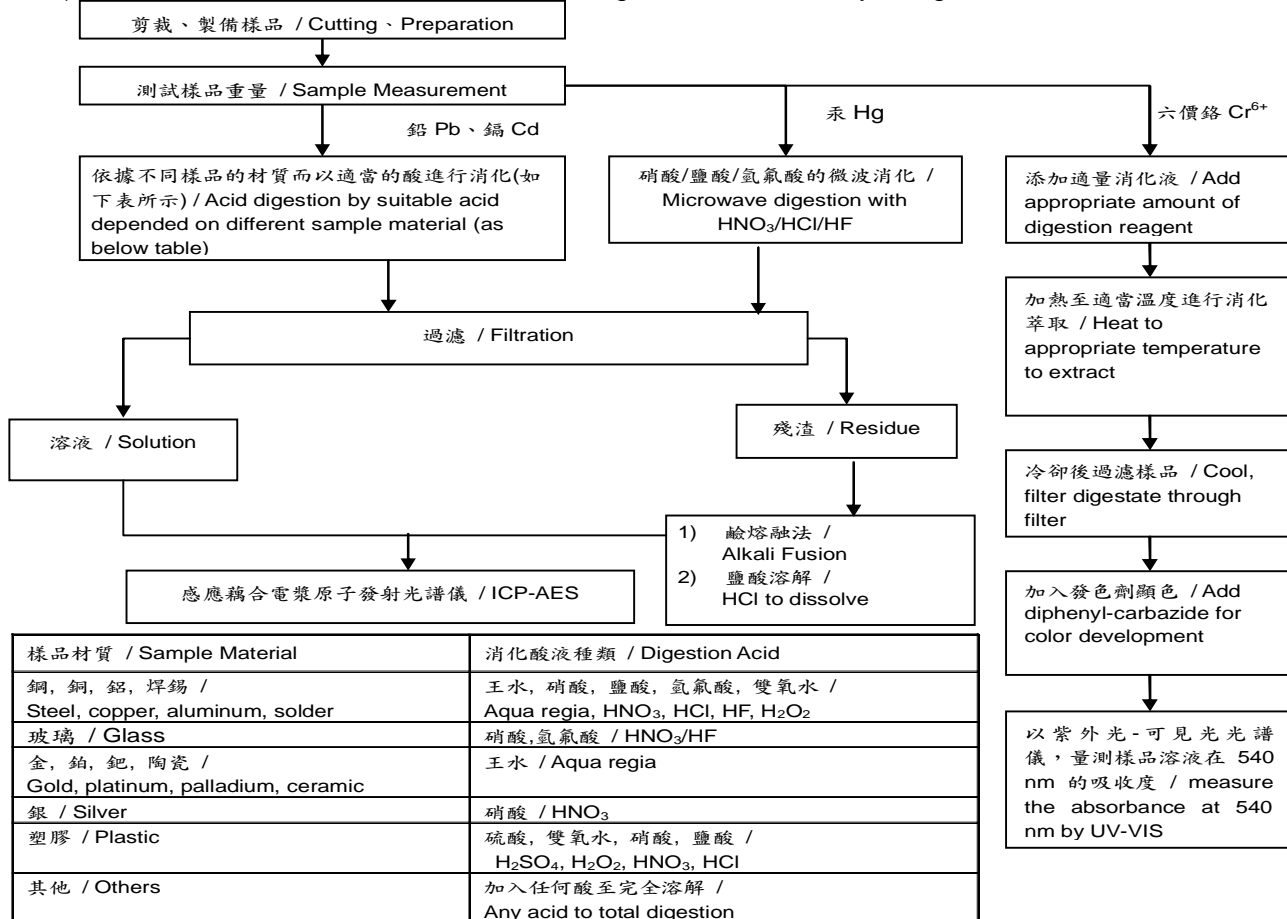 剪裁、製備樣品 / Cutting、Preparation
測試樣品重量 / Sample Measurement
鉛 Pb、鎘 Cd
汞 Hg
六價鉻 Cr6+
依據不同樣品的材質而以適當的酸進行消化(如
下表所示) / Acid digestion by suitable acid
depended on different sample material (as
below table)
硝酸/鹽酸/氫氟酸的微波消化 /
Microwave digestion with
HNO3/HCl/HF
添加適量消化液 / Add
appropriate amount of
digestion reagent
過濾 / Filtration
加熱至適當溫度進行消化
萃取 / Heat to
appropriate temperature
to extract
溶液 / Solution
殘渣 / Residue
冷卻後過濾樣品 / Cool,
filter digestate through
filter
1) 鹼熔融法 /
Alkali Fusion
2) 鹽酸溶解 /
HCl to dissolve
感應藕合電漿原子發射光譜儀 / ICP-AES
加入發色劑顯色 / Add
diphenyl-carbazide for
color development
以紫外光-可見光光譜
儀，量測樣品溶液在 540
nm 的吸收度 / measure
the absorbance at 540
nm by UV-VIS
樣品材質 / Sample Material
消化酸液種類 / Digestion Acid
鋼, 銅, 鋁, 焊錫 /
Steel, copper, aluminum, solder
王水, 硝酸, 鹽酸, 氫氟酸, 雙氧水 /
Aqua regia, HNO3, HCl, HF, H2O2
玻璃 / Glass
硝酸,氫氟酸 / HNO3/HF
金, 鉑, 鈀, 陶瓷 /
Gold, platinum, palladium, ceramic
王水 / Aqua regia
銀 / Silver
硝酸 / HNO3
塑膠 / Plastic
硫酸, 雙氧水, 硝酸, 鹽酸 /
H2SO4, H2O2, HNO3, HCl
其他 / Others
加入任何酸至完全溶解 /
Any acid to total digestion